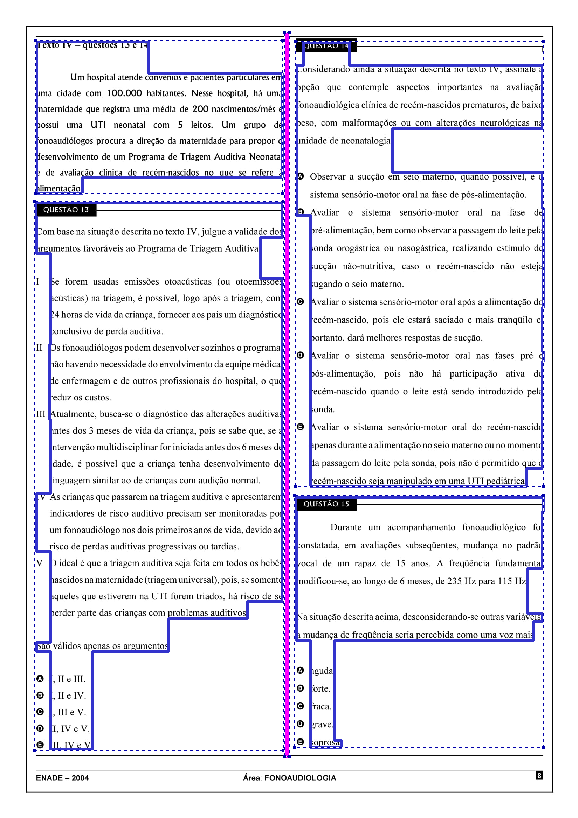 Texto IV – questões 13 e 14
Um hospital atende convênios e pacientes particulares em
uma cidade com 100.000 habitantes. Nesse hospital, há uma
maternidade que registra uma média de 200 nascimentos/mês e
possui uma UTI neonatal com 5 leitos. Um grupo de
fonoaudiólogos procura a direção da maternidade para propor o
desenvolvimento de um Programa de Triagem Auditiva Neonatal
e de avaliação clínica de recém-nascido no que se refere à
alimentação.
QUESTÃO 13
Com base na situação descrita no texto IV, julgue a validade dos
argumentos favoráveis ao Programa de Triagem Auditiva.
I Se forem usadas emissões otoacústicas (ou otoemissões
acústicas) na triagem, é possível, logo após a triagem, com
24 horas de vida da criança, fornecer aos pais um diagnóstico
conclusivo de perda auditiva.
II Os fonoaudiólogos podem desenvolver sozinhos o programa,
não havendo necessidade do envolvimento da equipe médica,
de enfermagem e de outros profissionais do hospital, o que
reduz os custos.
III Atualmente, busca-se o diagnóstico das alterações auditivas
antes dos 3 meses de vida da criança, pois se sabe que, se a
intervenção multidisciplinar for iniciada antes dos 6 meses de
idade, é possível que a criança tenha desenvolvimento de
linguagem similar ao de crianças com audição normal.
IV As crianças que passarem na triagem auditiva e apresentarem
indicadores de risco auditivo precisam ser monitoradas por
um fonoaudiólogo nos dois primeiros anos de vida, devido ao
risco de perdas auditivas progressivas ou tardias.
V O ideal é que a triagem auditiva seja feita em todos os bebês
nascidos na maternidade (triagem universal), pois, se somente
aqueles que estiverem na UTI forem triados, há risco de se
perder parte das crianças com problemas auditivos.
São válidos apenas os argumentos
A I, II e III.
B I, II e IV.
C I, III e V.
D II, IV e V.
E III, IV e V.
QUESTÃO 14
Considerando ainda a situação descrita no texto IV, assinale a
opção que contemple aspectos importantes na avaliação
fonoaudiológica clínica de recém-nascidos prematuros, de baixo
peso, com malformações ou com alterações neurológicas na
unidade de neonatalogia.
A Observar a sucção em seio materno, quando possível, e o
sistema sensório-motor oral na fase de pós-alimentação.
B Avaliar o sistema sensório-motor oral na fase de
pré-alimentação, bem como observar a passagem do leite pela
sonda orogástrica ou nasogástrica, realizando estímulo de
sucção não-nutritiva, caso o recém-nascido não esteja
sugando o seio materno.
C Avaliar o sistema sensório-motor oral após a alimentação do
recém-nascido, pois ele estará saciado e mais tranqüilo e,
portanto, dará melhores respostas de sucção.
D Avaliar o sistema sensório-motor oral nas fases pré e
pós-alimentação, pois não há participação ativa do
recém-nascido quando o leite está sendo introduzido pela
sonda.
E Avaliar o sistema sensório-motor oral do recém-nascido
apenas durante a alimentação no seio materno ou no momento
da passagem do leite pela sonda, pois não é permitido que o
recém-nascido seja manipulado em uma UTI pediátrica.
QUESTÃO 15
Durante um acompanhamento fonoaudiológico foi
constatada, em avaliações subseqüentes, mudança no padrão
vocal de um rapaz de 15 anos. A freqüência fundamental
modificou-se, ao longo de 6 meses, de 235 Hz para 115 Hz.
Na situação descrita acima, desconsiderando-se outras variáveis,
a mudança de freqüência seria percebida como uma voz mais
A aguda.
B forte.
C fraca.
D grave.
E soprosa.
ENADE – 2004
Área: FONOAUDIOLOGIA
8